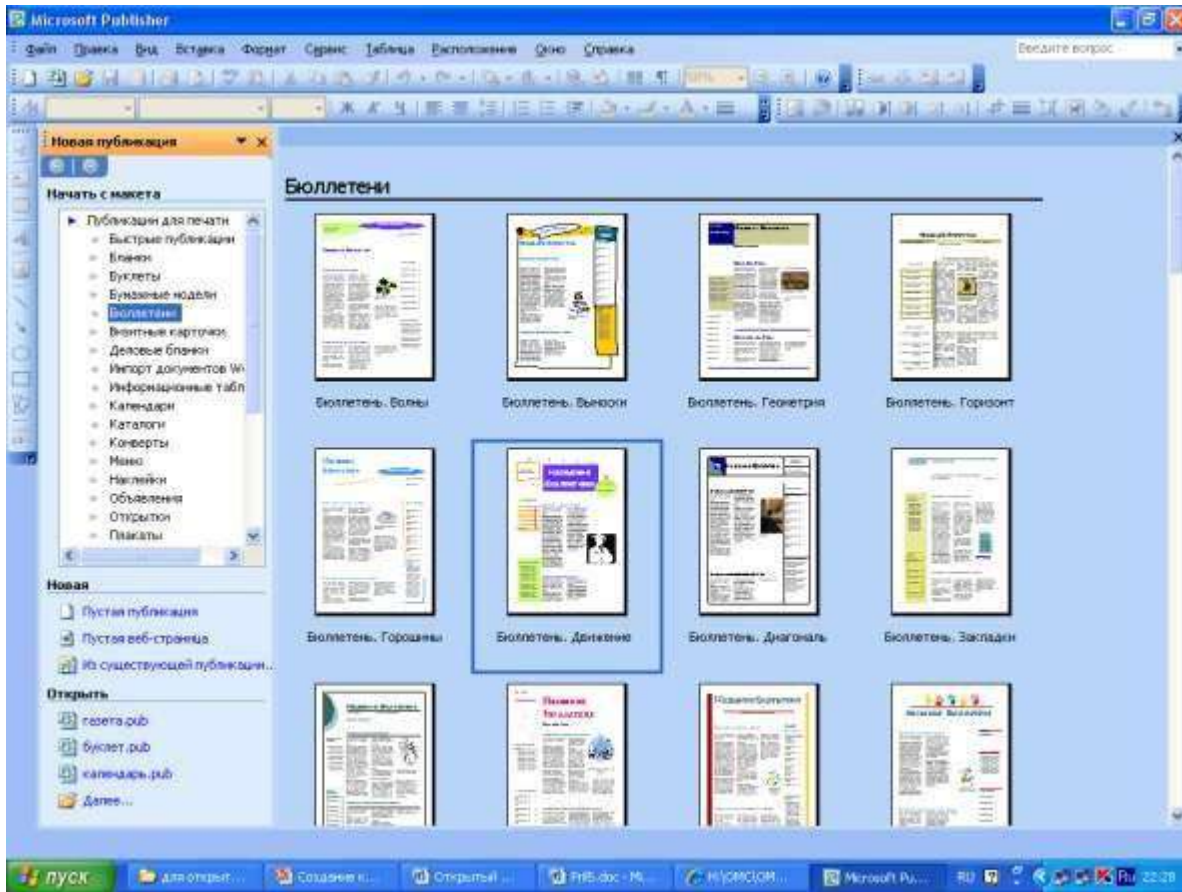 Microsoft Publisher
Файл Правка Вид Вставка Формат Сервис Таблица Расположение Окно Справка Введите вопрос
Новая публикация
Начать с макета
Публикации для печати
Быстрые публикации
Бланки
Буклеты
Бумажные модели
Бюллетени
Визитные карточки
Деловые бланки
Импорт документов W
Информационные табл
Календари
Каталоги
Конверты
Меню
Наклейки
Объявления
Открытки
Плакаты
Новая
Пустая публикация
Пустая веб-страница
Из существующей публикации...
Открыть
газета.pub
буклет.pub
календарь.pub
Далее...
Бюллетени
Бюллетень. Волны Бюллетень. Выноски Бюллетень. Геометрия Бюллетень. Горизонт
Бюллетень. Горошины Бюллетень. Движение Бюллетень. Диагональ Бюллетень. Закладки
пуск для открыт... Создание к... Открытый ... Microsoft Pu... RU 22:28